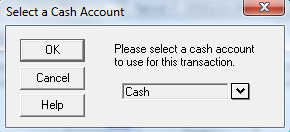 Select a Cash Account
OK
Please select a cash account
to use for this transaction.
Cancel
Cash
Help